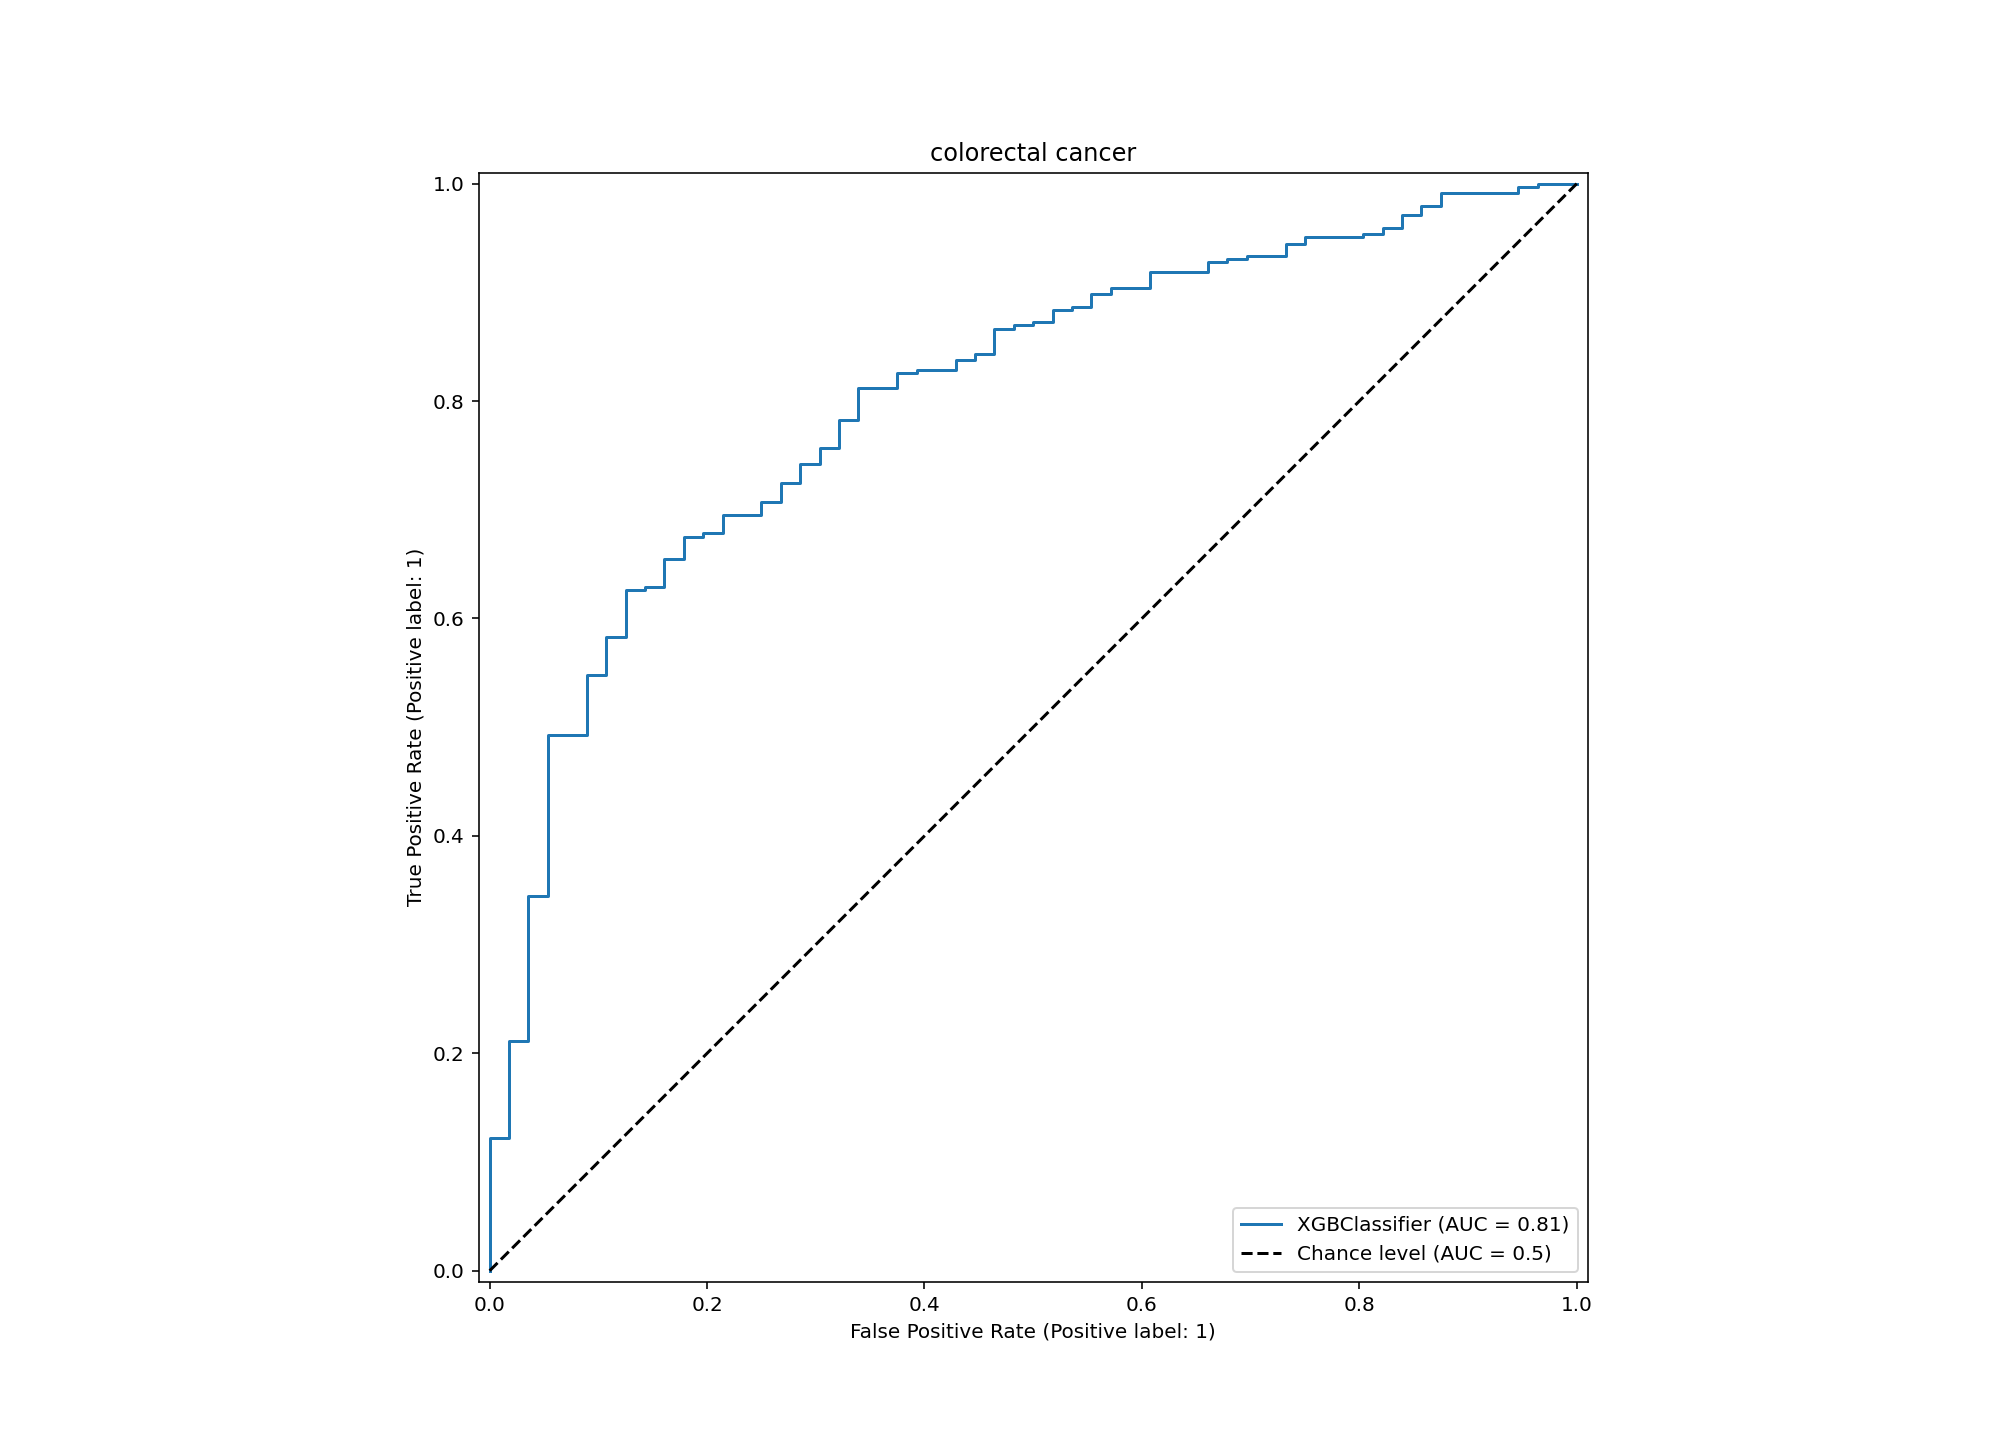 colorectal cancer
1.0
0.8
0.6
0.4
0.2
0.0
True Positive Rate (Positive label: 1)
XGBClassifier (AUC = 0.81)
Chance level (AUC = 0.5)
0.0 0.2 0.4 0.6 0.8 1.0
False Positive Rate (Positive label: 1)